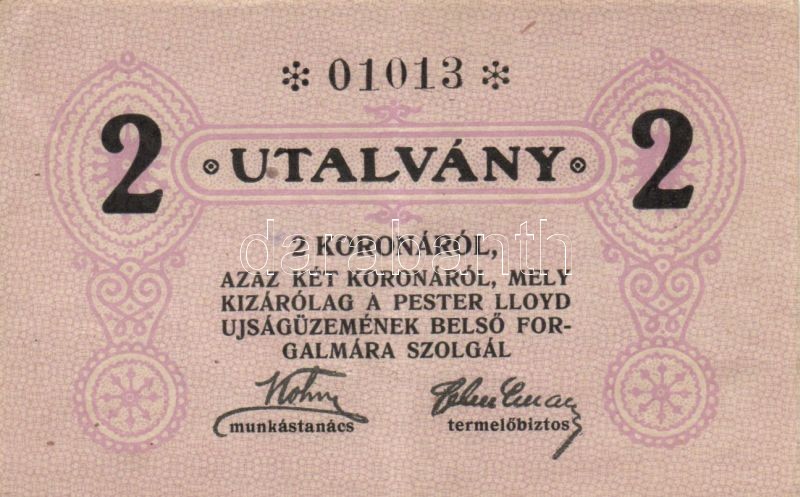 * 01013 *
2 UTALVÁNY 2
2 KORONÁRÓL,
darabanth
AZAZ KÉT KORONÁRÓL, MELY
KIZÁRÓLAG A PESTER LLOYD
UJSÁGÜZEMÉNEK BELSŐ FOR-
GALMÁRA SZOLGÁL
munkástanács termelőbiztos